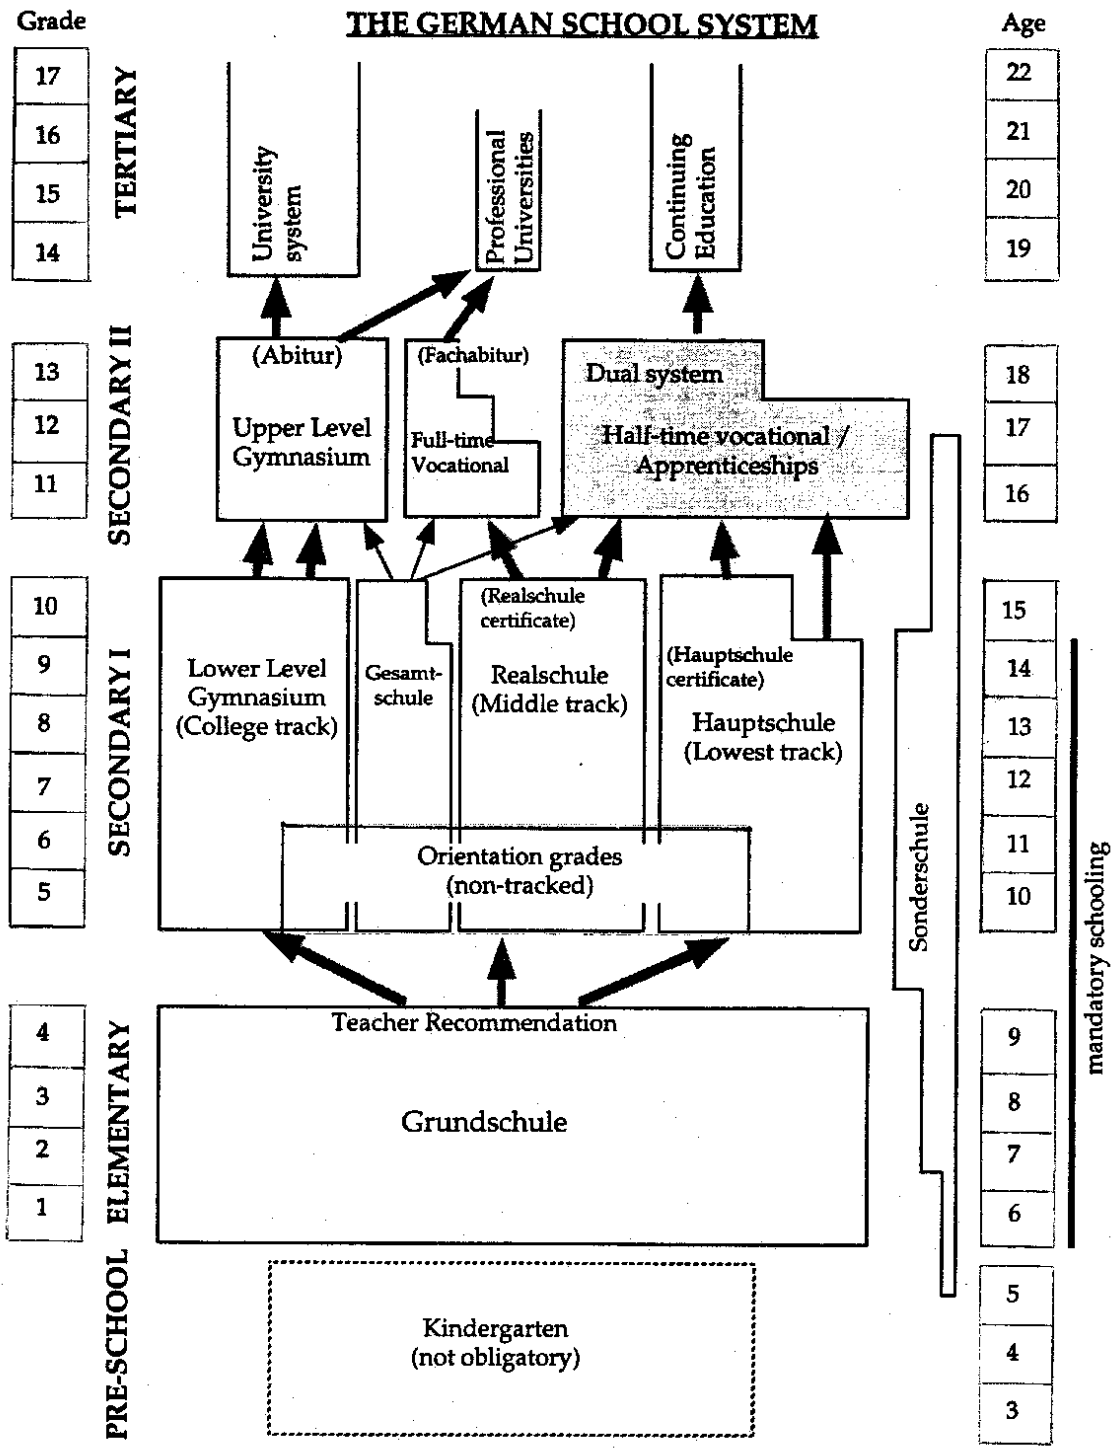 Grade
THE GERMAN SCHOOL SYSTEM
Age
17
16
15
14
TERTIARY
University
system
Professional
Universities
Continuing
Education
22
21
20
19
13
12
11
SECONDARY II
(Abitur)
Upper Level
Gymnasium
(Fachabitur)
Full-time
Vocational
Dual system
Half-time vocational /
Apprenticeships
18
17
16
10
9
8
7
6
5
SECONDARY I
Lower Level
Gymnasium
(College track)
Gesamt-
schule
(Realschule
certificate)
Realschule
(Middle track)
(Hauptschule
certificate)
Hauptschule
(Lowest track)
Orientation grades
(non-tracked)
Sonderschule
15
14
13
12
11
10
mandatory schooling
4
3
2
1
ELEMENTARY
Teacher Recommendation
Grundschule
9
8
7
6
PRE-SCHOOL
Kindergarten
(not obligatory)
5
4
3